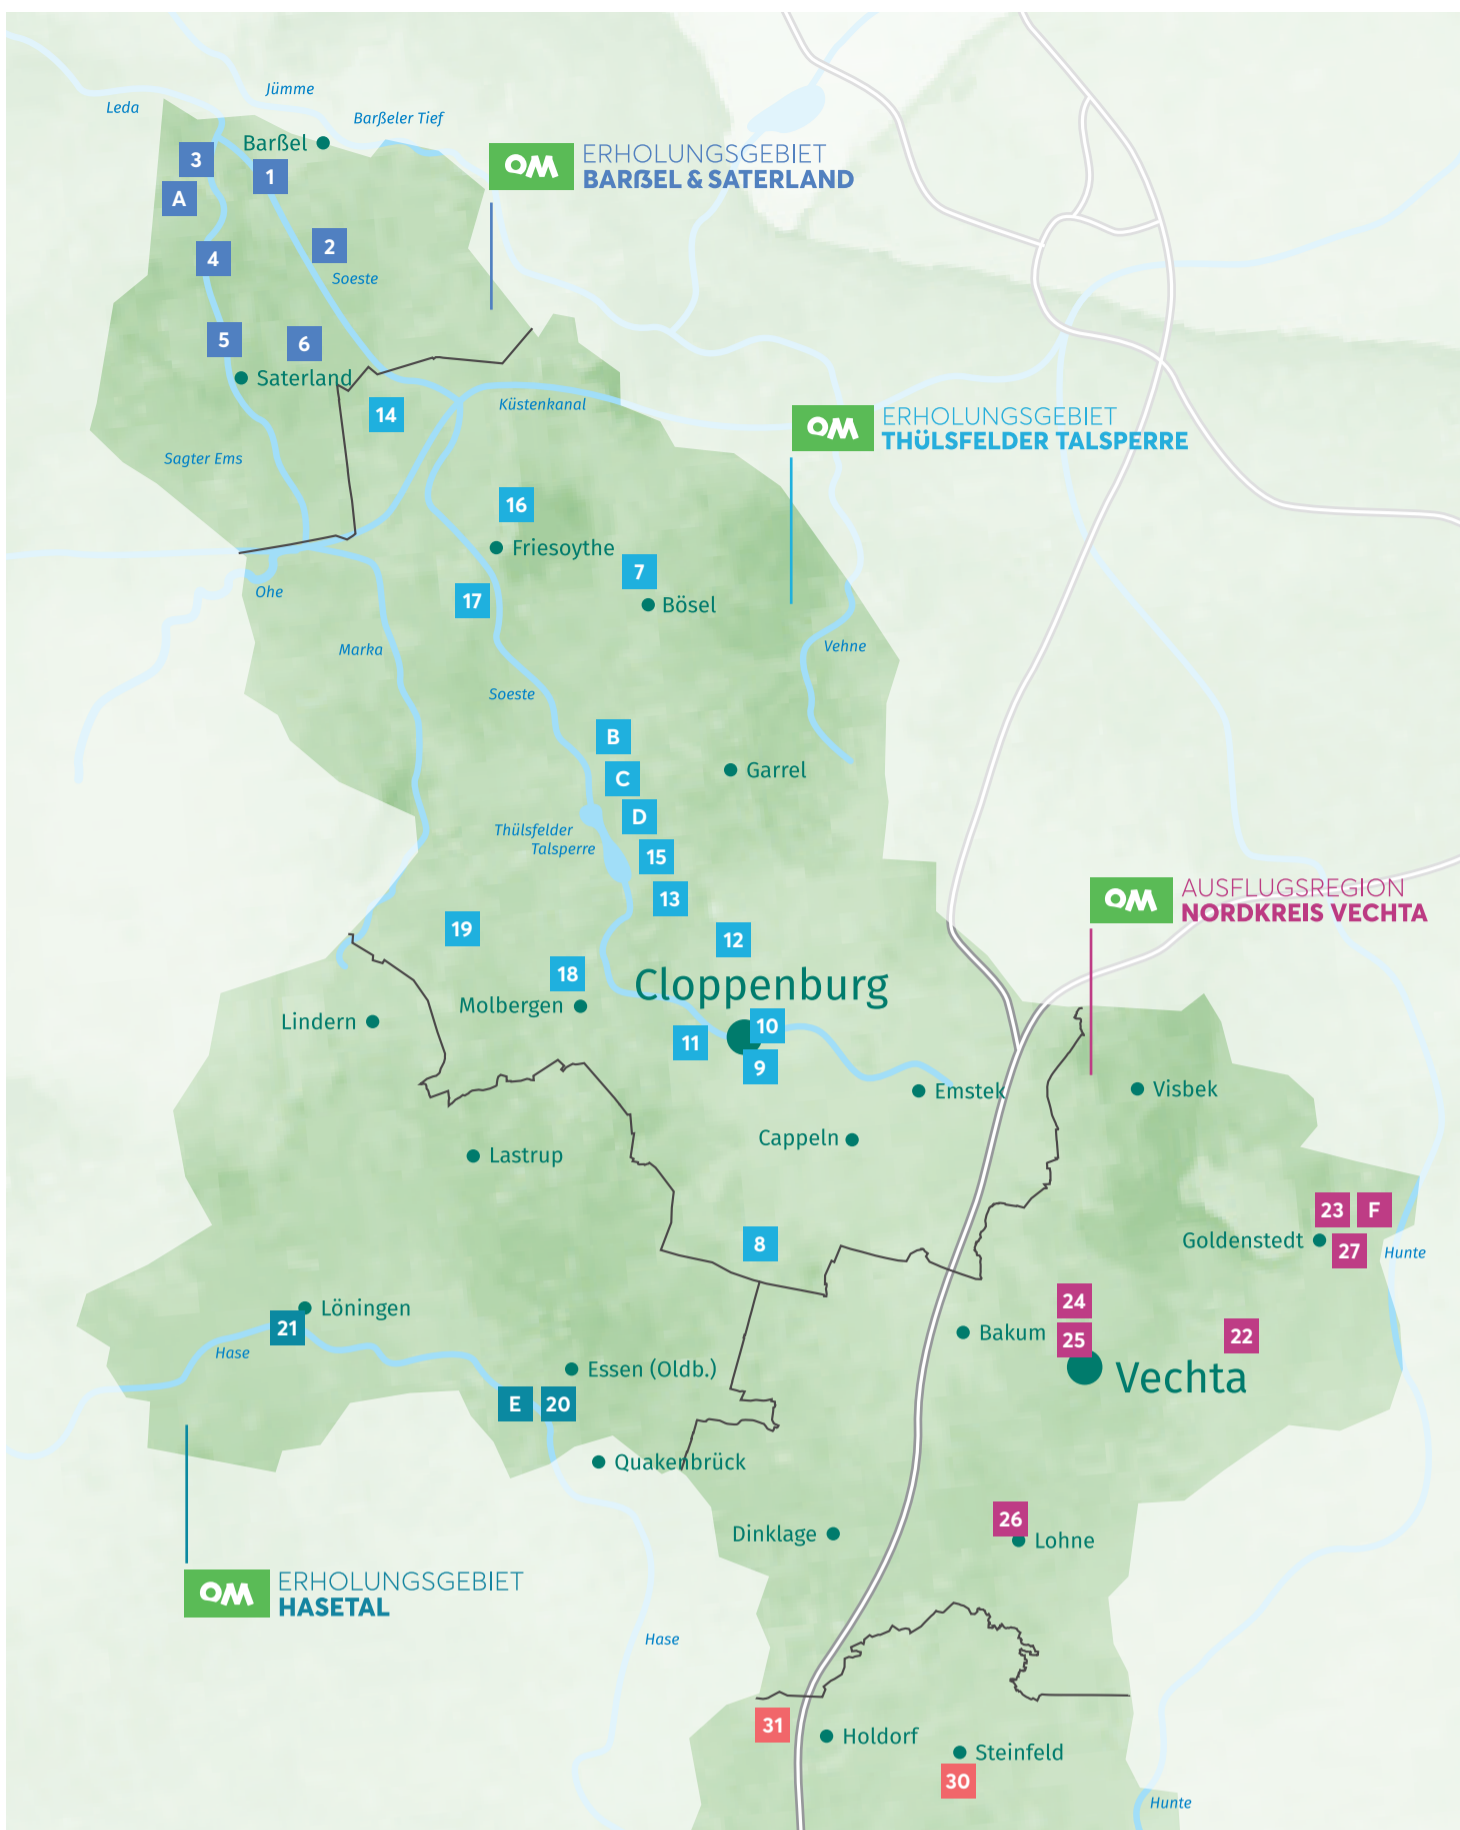 Jümme
Leda
Barßeler Tief
Barßel
3
1
A
OM
ERHOLUNGSGEBIET
BARßEL & SATERLAND
2
4
Soeste
5
6
Saterland
14
Küstenkanal
OM
ERHOLUNGSGEBIET
THÜLSFELDER TALSPERRE
Sagter Ems
16
Friesoythe
7
Ohe
17
Bösel
Marka
Vehne
Soeste
B
Garrel
C
D
Thülsfelder
Talsperre
15
13
OM
AUSFLUGSREGION
NORDKREIS VECHTA
19
12
18
Cloppenburg
Molbergen
Lindern
10
11
9
Emstek
Visbek
Cappeln
Lastrup
23
F
8
Goldenstedt
27
Hunte
24
Löningen
21
Bakum
25
22
Hase
Essen (Oldb.)
Vechta
E
20
Quakenbrück
26
Dinklage
Lohne
OM
ERHOLUNGSGEBIET
HASETAL
Hase
31
Holdorf
Steinfeld
30
Hunte